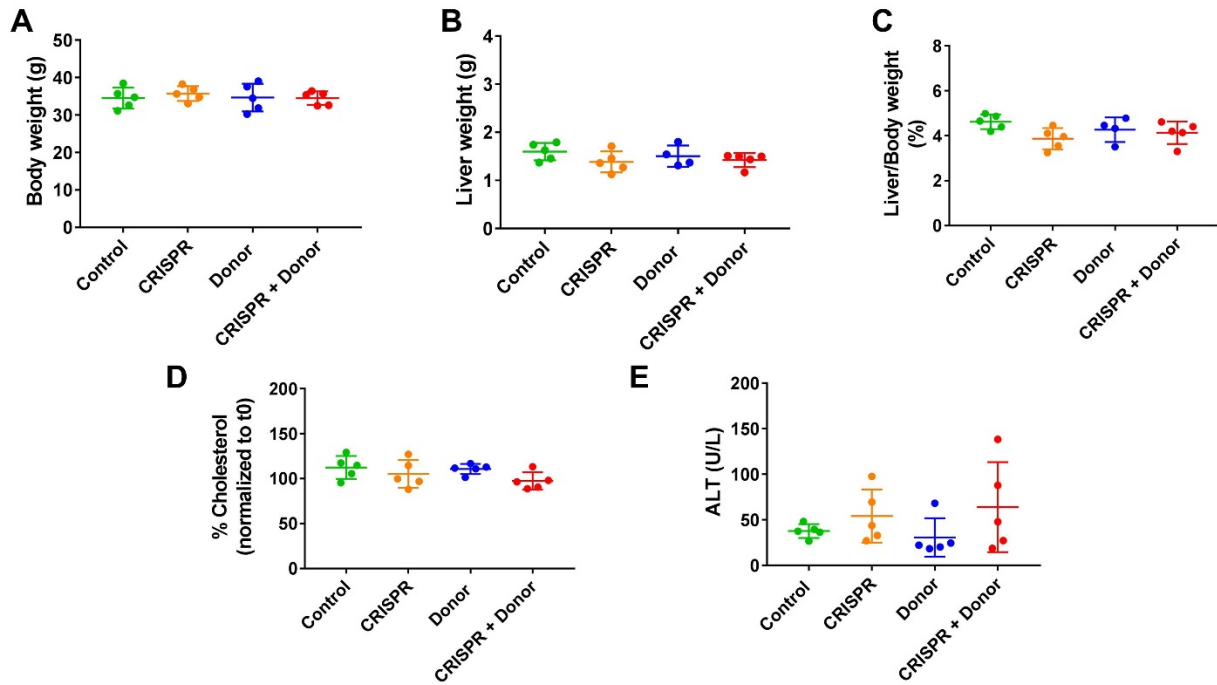 A
Body weight (g)
50
40
30
20
10
0
Control
CRISPR
Donor
CRISPR + Donor
B
Liver weight (g)
4
3
2
1
0
Control
CRISPR
Donor
CRISPR + Donor
C
Liver/Body weight
(%)
8
6
4
2
0
Control
CRISPR
Donor
CRISPR + Donor
D
% Cholesterol
(normalized to t0)
200
150
100
50
0
Control
CRISPR
Donor
CRISPR + Donor
E
ALT (U/L)
200
150
100
50
0
Control
CRISPR
Donor
CRISPR + Donor